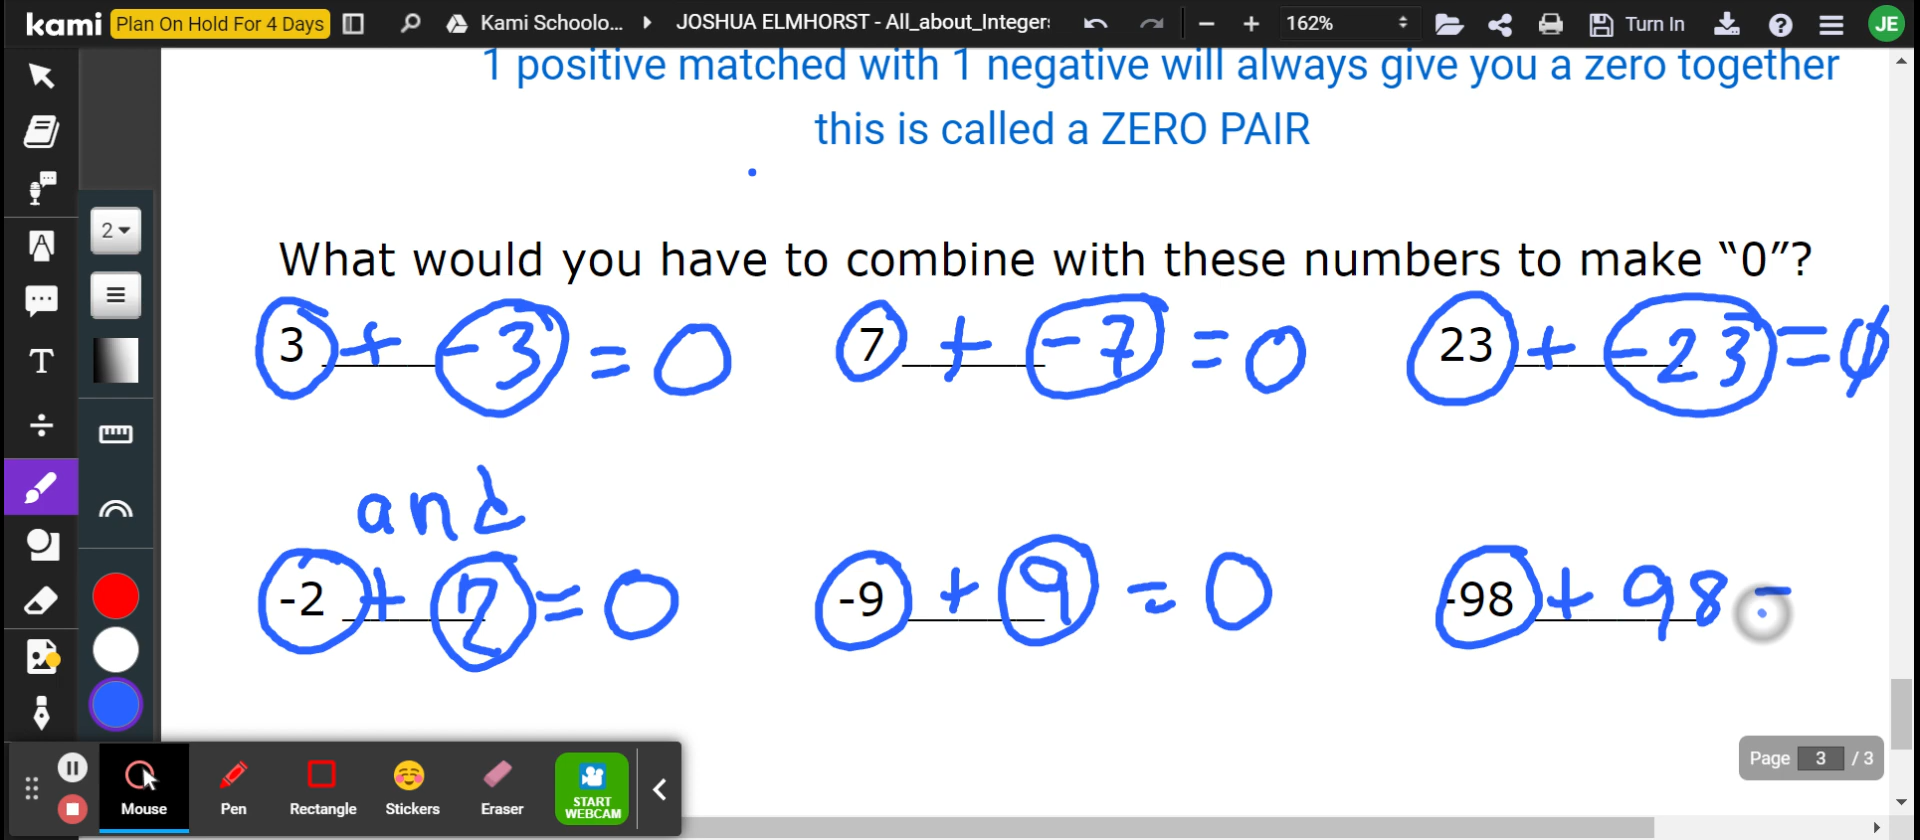 kami Plan On Hold For 4 Days Kami Schoolo... JOSHUA ELMHORST - All_about_Integer 162% Turn In JE
1 positive matched with 1 negative will always give you a zero together
this is called a ZERO PAIR
2
What would you have to combine with these numbers to make “0”?
3 + -3 = 0 7 + -7 = 0 23 + -23 = 0
and
-2 + 2 = 0 -9 + 9 = 0 -98 + 98 =
T
Page 3 / 3
Mouse Pen Rectangle Stickers Eraser START WEBCAM